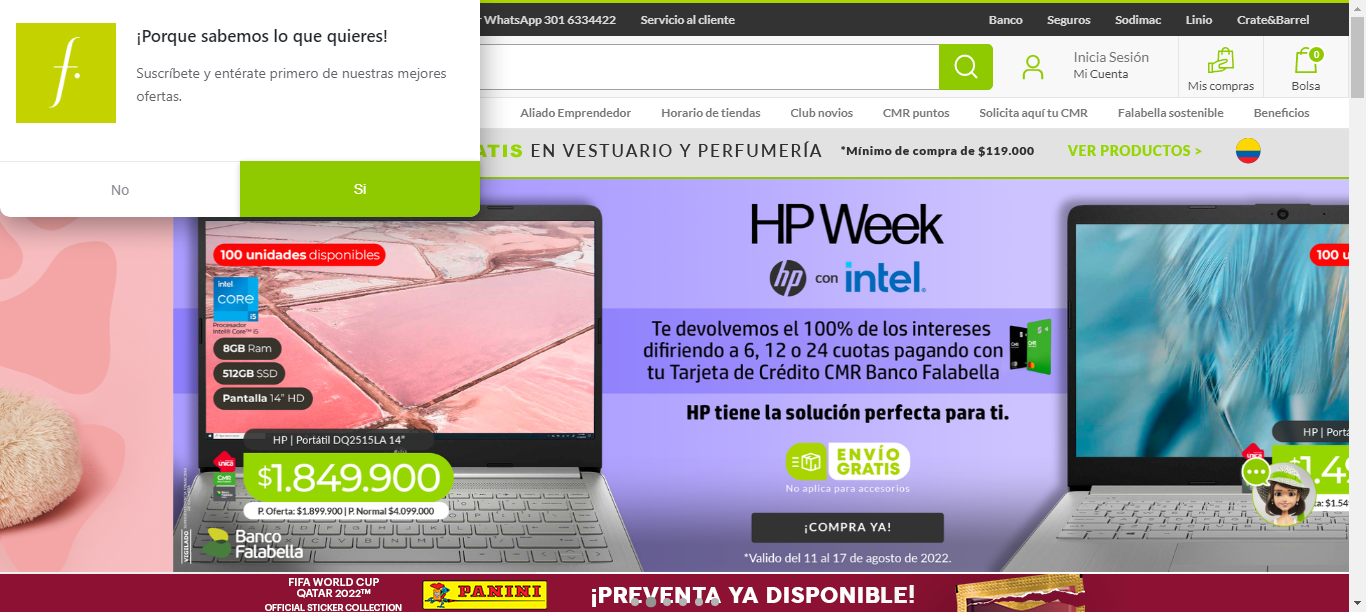 ¡Porque sabemos lo que quieres!
Suscríbete y entérate primero de nuestras mejores
ofertas.
No
Si
WhatsApp 301 6334422
Servicio al cliente
Banco
Seguros
Sodimac
Linio
Crate&Barrel
Inicia Sesión
Mi Cuenta
Mis compras
0
Bolsa
Aliado Emprendedor
Horario de tiendas
Club novios
CMR puntos
Solicita aquí tu CMR
Falabella sostenible
Beneficios
EN VESTUARIO Y PERFUMERÍA
*Mínimo de compra de $119.000
VER PRODUCTOS >
100 unidades disponibles
intel
CORE
i5
Procesador
intel® Core™ i5
8GB Ram
512GB SSD
Pantalla 14” HD
HP | Portátil DQ2515LA 14”
única
CMR
$1.849.900
P. Oferta: $1.899.900 | P. Normal $4.099.000
VIGILADO
Banco
Falabella
HP Week
hp con intel.
Te devolvemos el 100% de los intereses
difiriendo a 6, 12 o 24 cuotas pagando con
tu Tarjeta de Crédito CMR Banco Falabella
HP tiene la solución perfecta para ti.
ENVÍO
GRATIS
No aplica para accesorios
¡COMPRA YA!
*Valido del 11 al 17 de agosto de 2022.
100
HP |
única
FIFA WORLD CUP
QATAR 2022™
OFFICIAL STICKER COLLECTION
PANINI
¡PREVENTA YA DISPONIBLE!